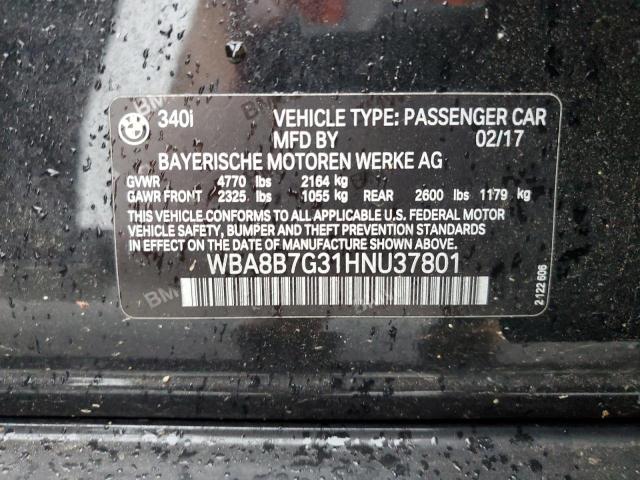 340i VEHICLE TYPE: PASSENGER CAR
MFD BY 02/17
BAYERISCHE MOTOREN WERKE AG
GVWR 4770 lbs 2164 kg
GAWR FRONT 2325 lbs 1055 kg REAR 2600 lbs 1179 kg
THIS VEHICLE CONFORMS TO ALL APPLICABLE U.S. FEDERAL MOTOR
VEHICLE SAFETY, BUMPER AND THEFT PREVENTION STANDARDS
IN EFFECT ON THE DATE OF MANUFACTURE SHOWN ABOVE.
WBA8B7G31HNU37801
2-122 606